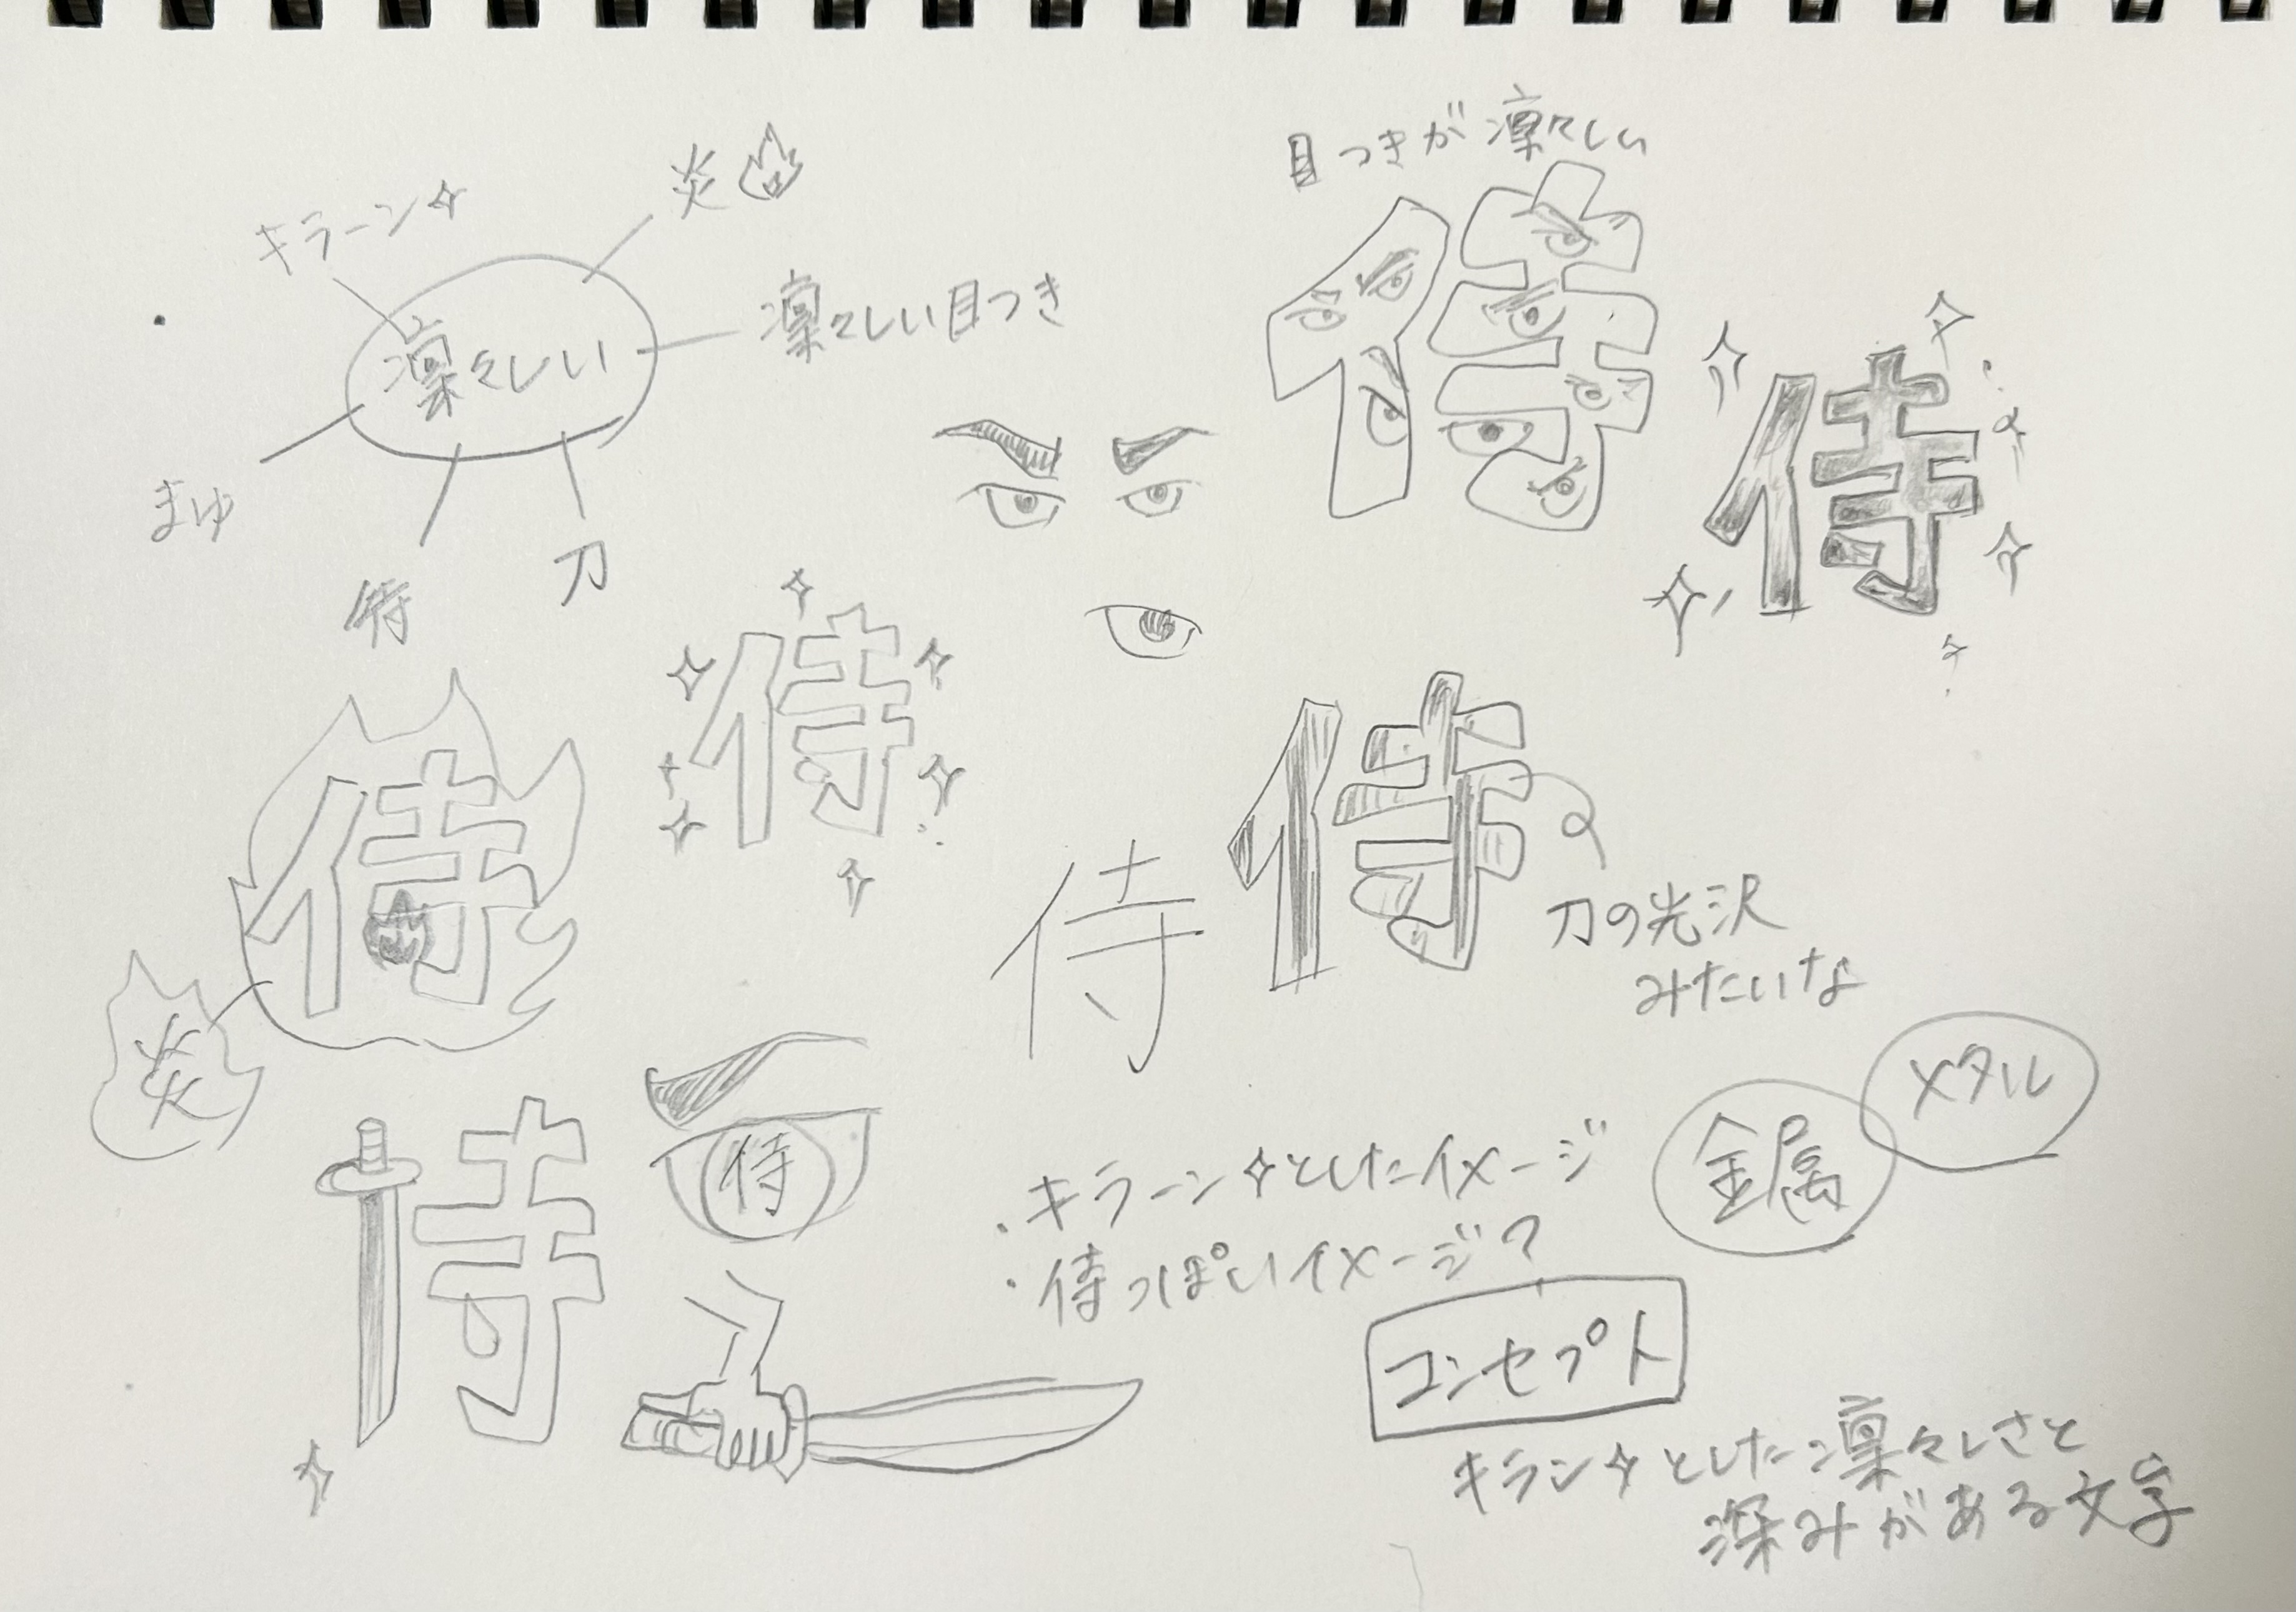 キラーン
炎
凛々しい
凛々しい目つき
まゆ
侍
刀
目つきが凛々しい
侍
侍
侍
侍
炎
侍
侍
刀の光沢
みたいな
侍
侍
・キラーンとしたイメージ
・侍っぽいイメージ?
金属
メタル
コンセプト
キランとした凛々しさと
深みがある文字